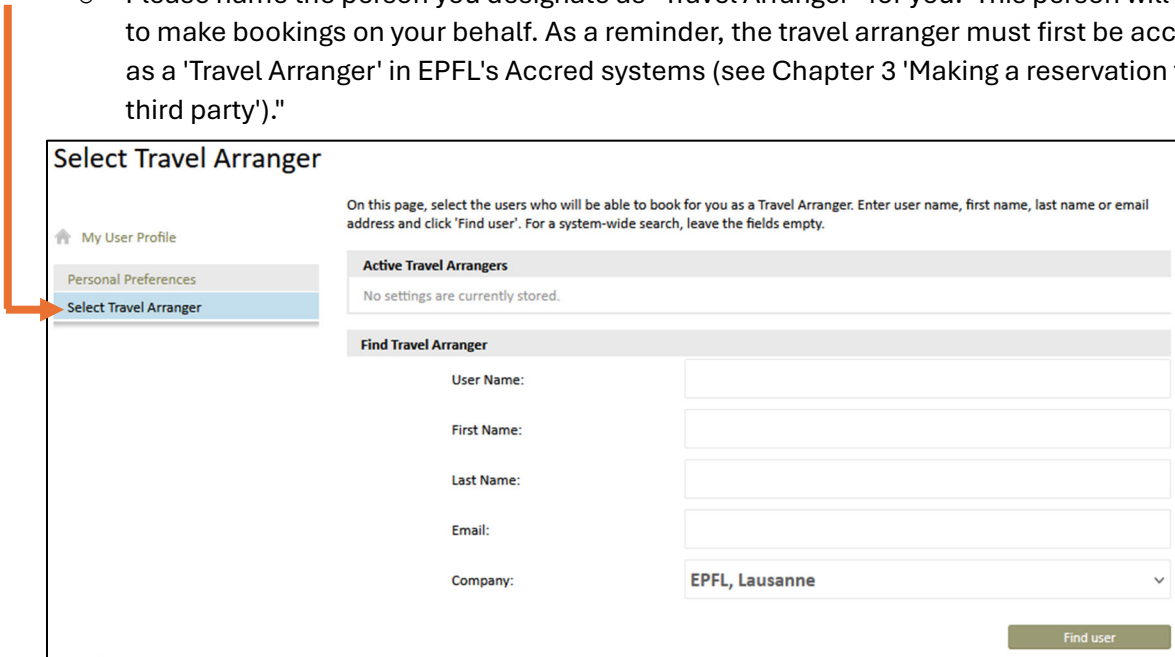 to make bookings on your behalf. As a reminder, the travel arranger must first be acc
as a 'Travel Arranger' in EPFL's Accred systems (see Chapter 3 'Making a reservation
third party')."
Select Travel Arranger
On this page, select the users who will be able to book for you as a Travel Arranger. Enter user name, first name, last name or email
address and click 'Find user'. For a system-wide search, leave the fields empty.
My User Profile
Personal Preferences
Select Travel Arranger
Active Travel Arrangers
No settings are currently stored.
Find Travel Arranger
User Name:
First Name:
Last Name:
Email:
Company:
EPFL, Lausanne
Find user